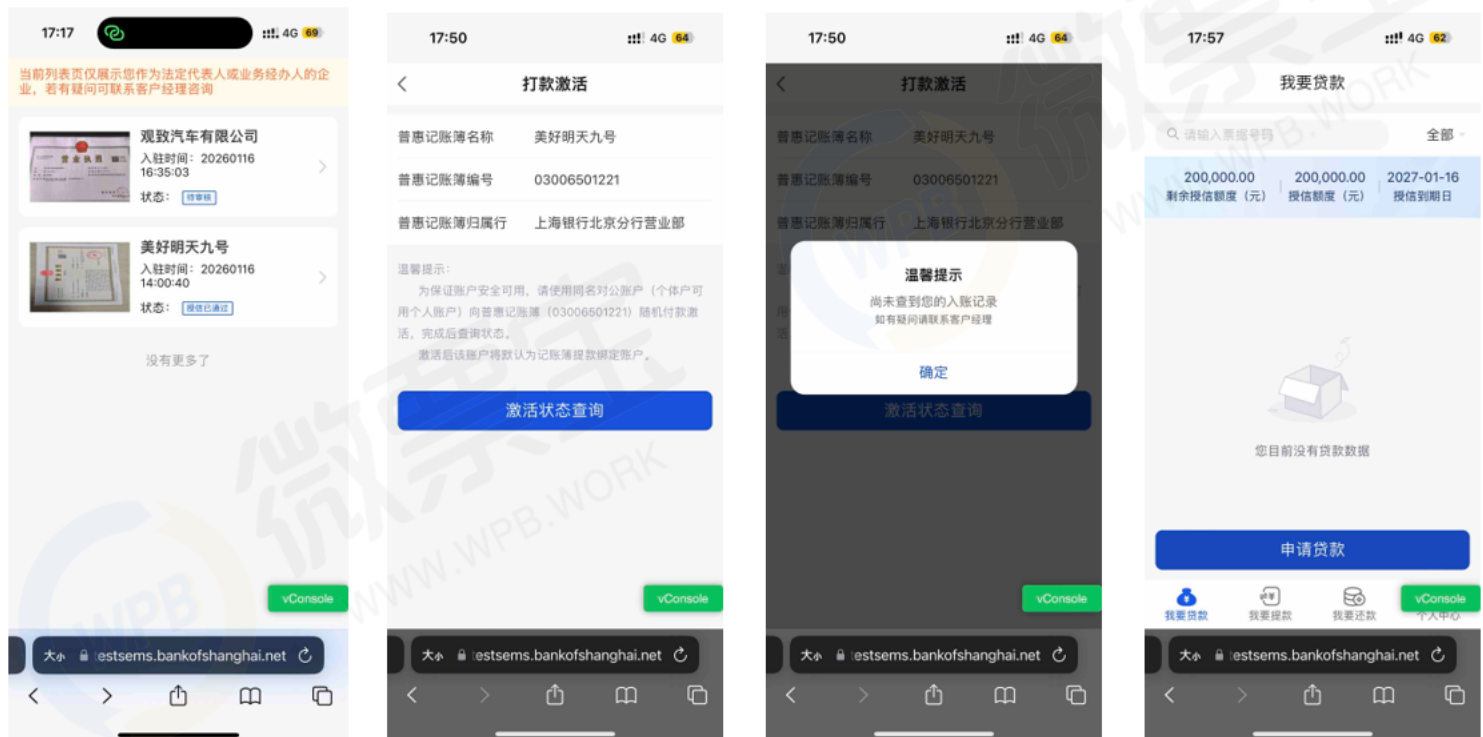 17:17
4G 69
当前列表页仅展示您作为法定代表人或业务经办人的企
业，若有疑问可联系客户经理咨询
营业执照
观致汽车有限公司
入驻时间：20260116
16:35:03
状态：待审核
美好明天九号
入驻时间：20260116
14:00:40
状态：授信已通过
没有更多了
vConsole
大小 estsems.bankofshanghai.net
17:50
4G 64
打款激活
普惠记账簿名称 美好明天九号
普惠记账簿编号 03006501221
普惠记账簿归属行 上海银行北京分行营业部
温馨提示：
为保证账户安全可用，请使用同名对公账户（个体户可
用个人账户）向普惠记账簿（03006501221）随机付款激
活，完成后查询状态。
激活后该账户将默认为记账簿提款绑定账户。
激活状态查询
vConsole
大小 testsems.bankofshanghai.net
17:50
4G 64
打款激活
普惠记账簿名称 美好明天九号
普惠记账簿编号 03006501221
普惠记账簿归属行 上海银行北京分行营业部
温馨提示
尚未查到您的入账记录
如有疑问请联系客户经理
确定
激活状态查询
vConsole
大小 testsems.bankofshanghai.net
17:57
4G 62
我要贷款
请输入票据号码
全部
200,000.00 200,000.00 2027-01-16
剩余授信额度（元） 授信额度（元） 授信到期日
您目前没有贷款数据
申请贷款
我要贷款 我要提款 我要还款 个人中心
vConsole
大小 testsems.bankofshanghai.net
微票宝
WWW.WPB.WORK
WPB